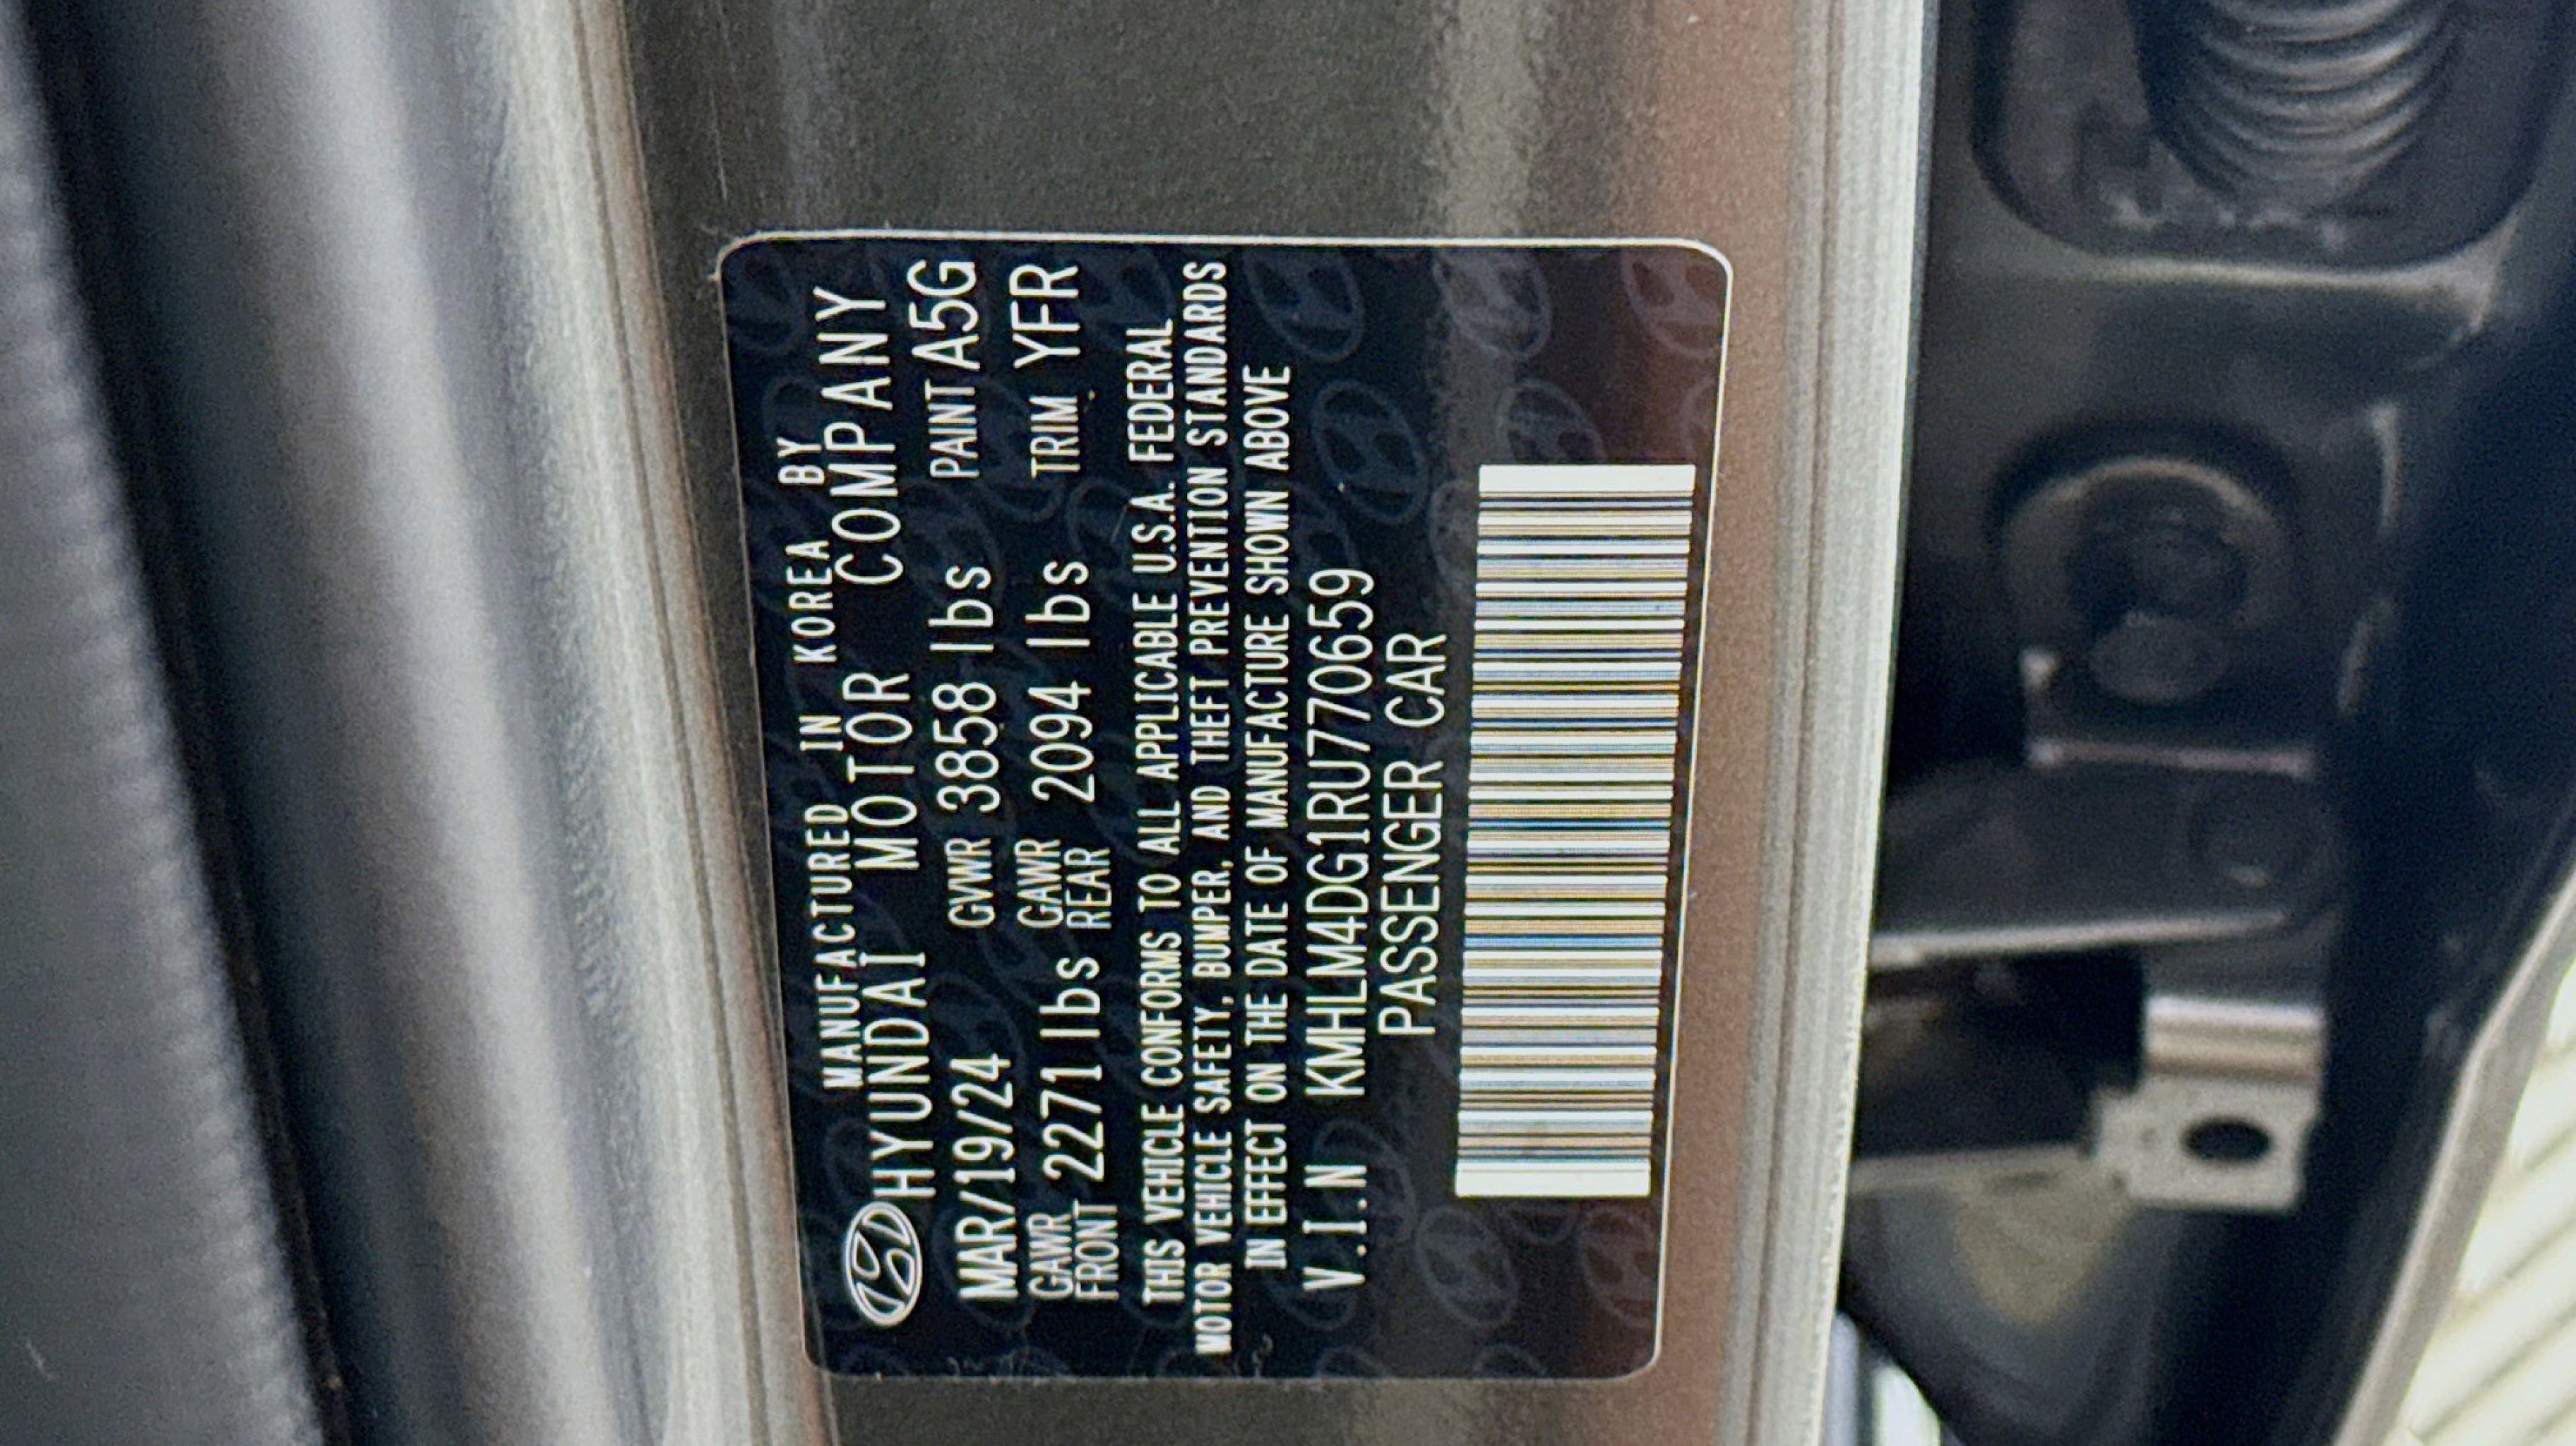 MANUFACTURED IN KOREA BY
HYUNDAI MOTOR COMPANY
MAR/19/24 GVWR 3858 lbs PAINT A5G
GAWR FRONT 2271 lbs GAWR REAR 2094 lbs TRIM YFR
THIS VEHICLE CONFORMS TO ALL APPLICABLE U.S.A. FEDERAL
MOTOR VEHICLE SAFETY, BUMPER, AND THEFT PREVENTION STANDARDS
IN EFFECT ON THE DATE OF MANUFACTURE SHOWN ABOVE
V.I.N KMHLM4DG1RU770659
PASSENGER CAR